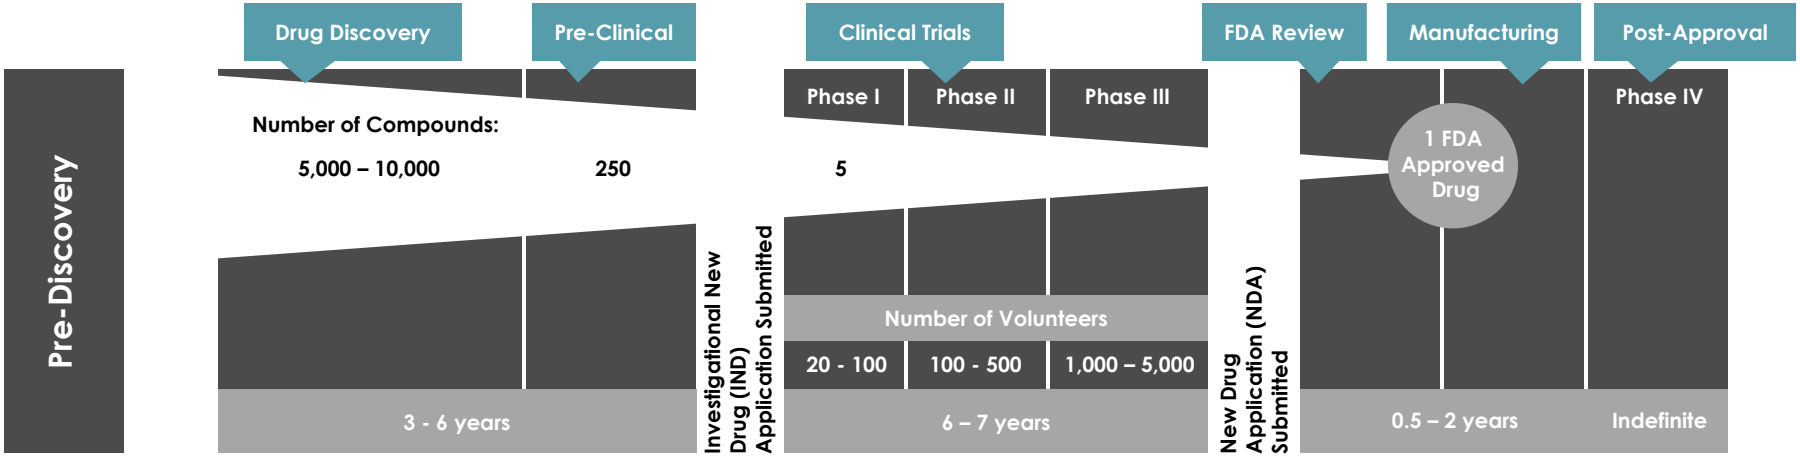 Drug Discovery
Pre-Clinical
Clinical Trials
FDA Review
Manufacturing
Post-Approval
Pre-Discovery
Number of Compounds:
5,000 – 10,000
250
5
Phase I
Phase II
Phase III
Phase IV
1 FDA
Approved
Drug
Investigational New
Drug (IND)
Application Submitted
Number of Volunteers
20 - 100
100 - 500
1,000 – 5,000
New Drug
Application (NDA)
Submitted
3 - 6 years
6 – 7 years
0.5 – 2 years
Indefinite